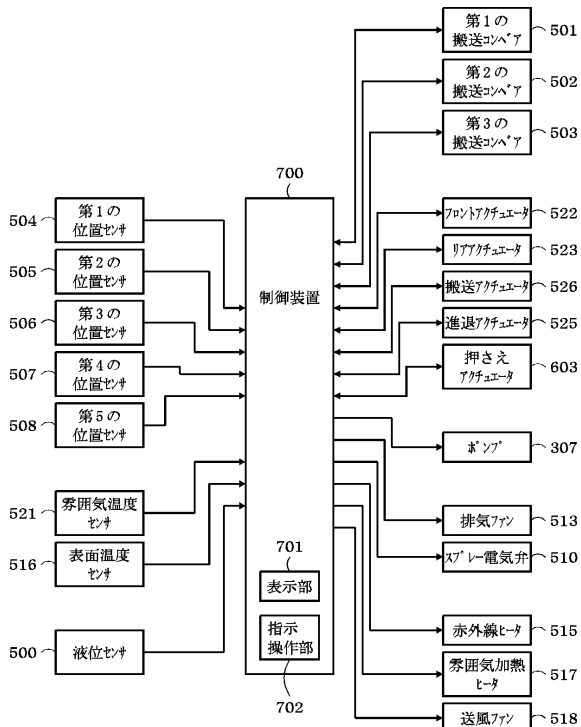 第1の
搬送コンベア
501
第2の
搬送コンベア
502
第3の
搬送コンベア
503
700
504
第1の
位置センサ
505
第2の
位置センサ
506
第3の
位置センサ
507
第4の
位置センサ
508
第5の
位置センサ
521
雰囲気温度
センサ
516
表面温度
センサ
500
液位センサ
制御装置
701
表示部
指示
操作部
702
フロントアクチュエータ
522
リアアクチュエータ
523
搬送アクチュエータ
526
進退アクチュエータ
525
押さえ
アクチュエータ
603
ポンプ
307
排気ファン
513
スプレー電気弁
510
赤外線ヒータ
515
雰囲気加熱
ヒータ
517
送風ファン
518